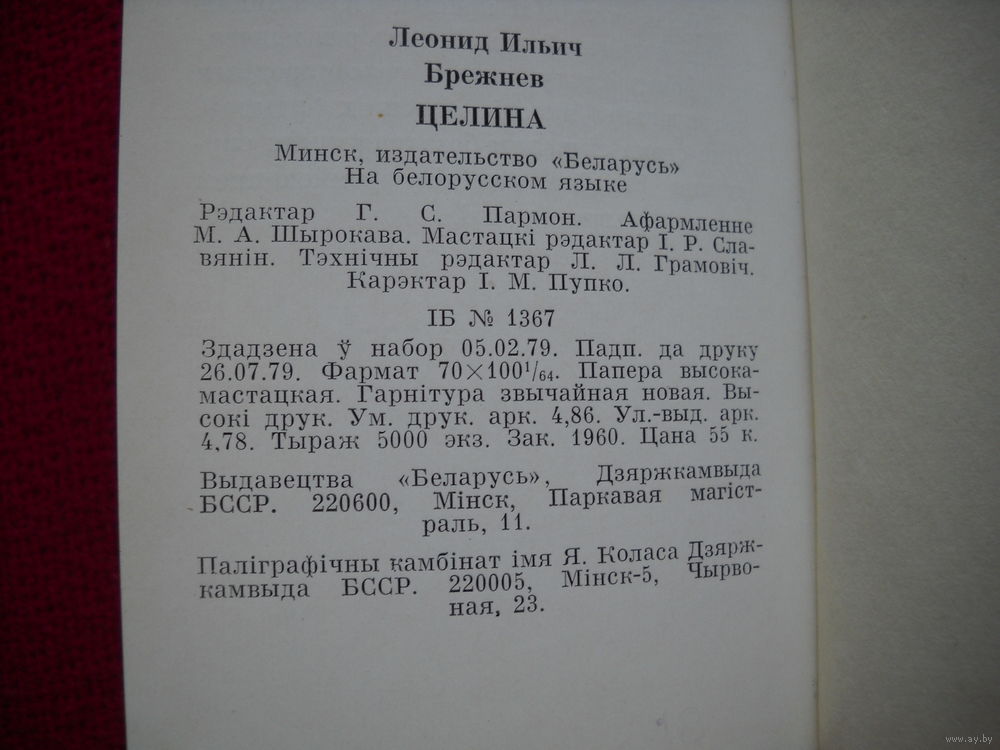 Леонид Ильич
Брежнев
ЦЕЛИНА
Минск, издательство «Беларусь»
На белорусском языке
Рэдактар Г. С. Пармон. Афармленне
М. А. Шырокава. Мастацкі рэдактар І. Р. Сла-
вянін. Тэхнічны рэдактар Л. Л. Грамовіч.
Карэктар І. М. Пупко.
ІБ № 1367
Здадзена ў набор 05.02.79. Падп. да друку
26.07.79. Фармат 70×100¹/₆₄. Папера высока-
мастацкая. Гарнітура звычайная новая. Вы-
сокі друк. Ум. друк. арк. 4,86. Ул.-выд. арк.
4,78. Тыраж 5000 экз. Зак. 1960. Цана 55 к.
Выдавецтва «Беларусь», Дзяржкамвыда
БССР. 220600, Мінск, Паркавая магіст-
раль, 11.
Паліграфічны камбінат імя Я. Коласа Дзярж-
камвыда БССР. 220005, Мінск-5, Чырво-
ная, 23.
www.ay.by